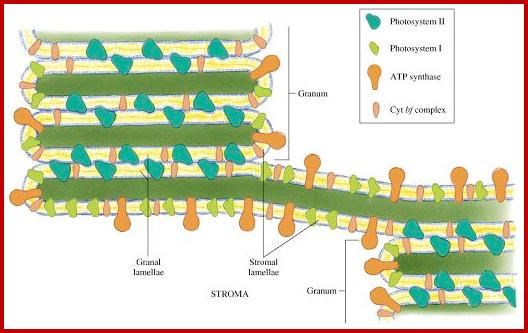 Photosystem II
Photosystem I
ATP synthase
Cyt bf complex
Granum
Granal
lamellae
Stromal
lamellae
STROMA
Granum